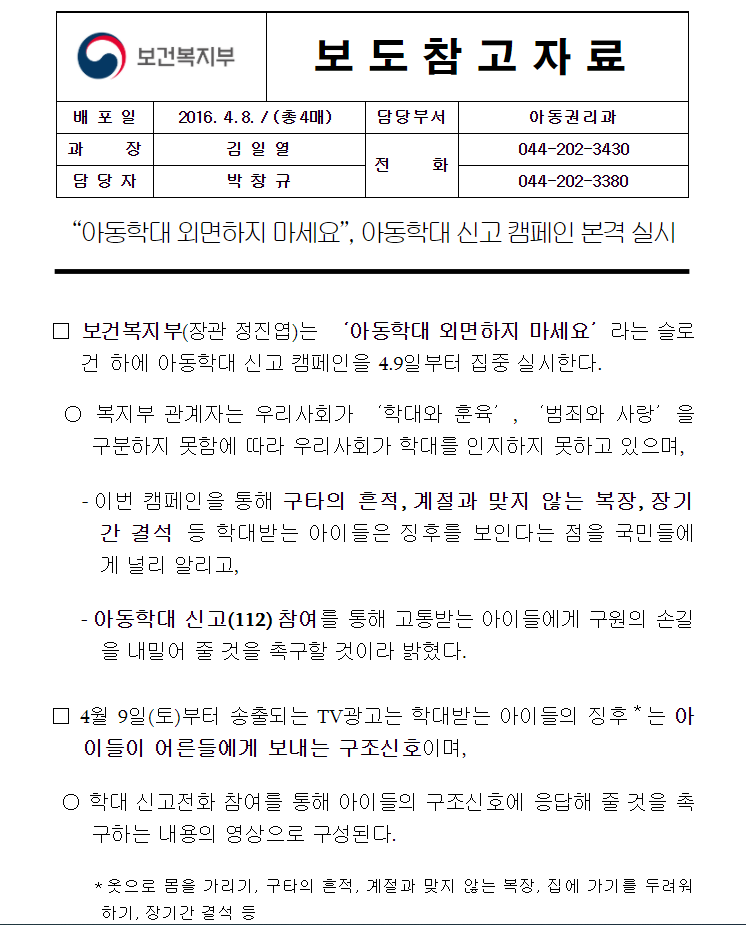 보건복지부
보도참고자료
배 포 일 2016. 4. 8. / (총4매) 담당부서 아동권리과
과 장 김 일 열 전 화 044-202-3430
담 당 자 박 창 규 044-202-3380
“아동학대 외면하지 마세요”, 아동학대 신고 캠페인 본격 실시
□ 보건복지부(장관 정진엽)는 ‘아동학대 외면하지 마세요’ 라는 슬로
건 하에 아동학대 신고 캠페인을 4.9일부터 집중 실시한다.
○ 복지부 관계자는 우리사회가 ‘학대와 훈육’, ‘범죄와 사랑’을
구분하지 못함에 따라 우리사회가 학대를 인지하지 못하고 있으며,
- 이번 캠페인을 통해 구타의 흔적, 계절과 맞지 않는 복장, 장기
간 결석 등 학대받는 아이들은 징후를 보인다는 점을 국민들에
게 널리 알리고,
- 아동학대 신고(112) 참여를 통해 고통받는 아이들에게 구원의 손길
을 내밀어 줄 것을 촉구할 것이라 밝혔다.
□ 4월 9일(토)부터 송출되는 TV광고는 학대받는 아이들의 징후*는 아
이들이 어른들에게 보내는 구조신호이며,
○ 학대 신고전화 참여를 통해 아이들의 구조신호에 응답해 줄 것을 촉
구하는 내용의 영상으로 구성된다.
* 옷으로 몸을 가리기, 구타의 흔적, 계절과 맞지 않는 복장, 집에 가기를 두려워
하기, 장기간 결석 등